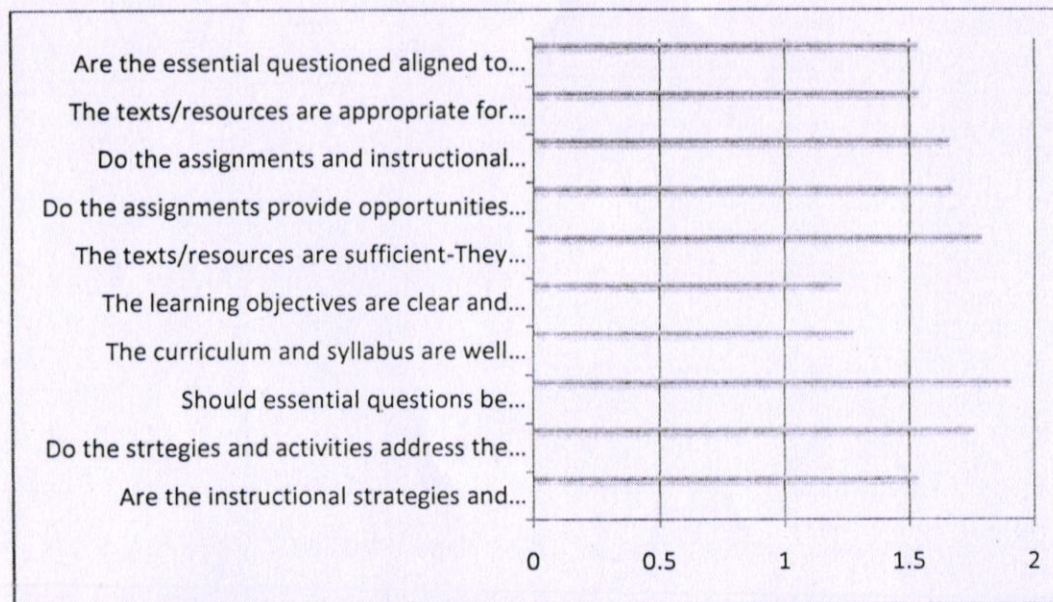 Are the essential questioned aligned to...
The texts/resources are appropriate for...
Do the assignments and instructional...
Do the assignments provide opportunities...
The texts/resources are sufficient-They...
The learning objectives are clear and...
The curriculum and syllabus are well...
Should essential questions be...
Do the strtegies and activities address the...
Are the instructional strategies and...
0 0.5 1 1.5 2